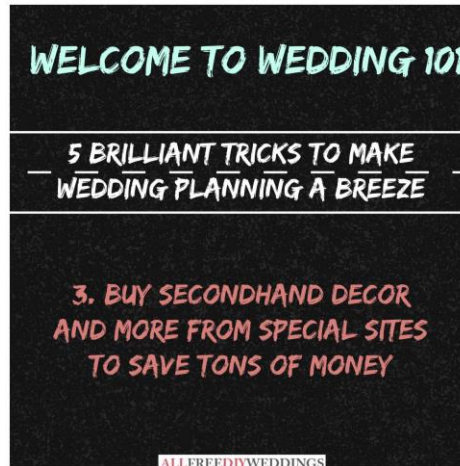 WELCOME TO WEDDING 101
5 BRILLIANT TRICKS TO MAKE
WEDDING PLANNING A BREEZE
3. BUY SECONDHAND DECOR
AND MORE FROM SPECIAL SITES
TO SAVE TONS OF MONEY
ALLFREEDIYWEDDINGS